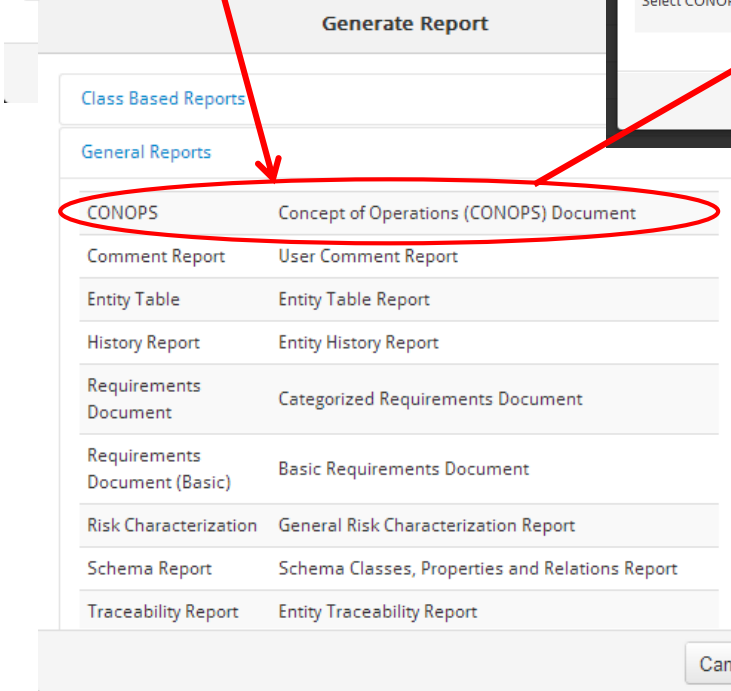 Generate Report
Select CONOP
Class Based Reports
General Reports
CONOPS Concept of Operations (CONOPS) Document
Comment Report User Comment Report
Entity Table Entity Table Report
History Report Entity History Report
Requirements
Document Categorized Requirements Document
Requirements
Document (Basic) Basic Requirements Document
Risk Characterization General Risk Characterization Report
Schema Report Schema Classes, Properties and Relations Report
Traceability Report Entity Traceability Report